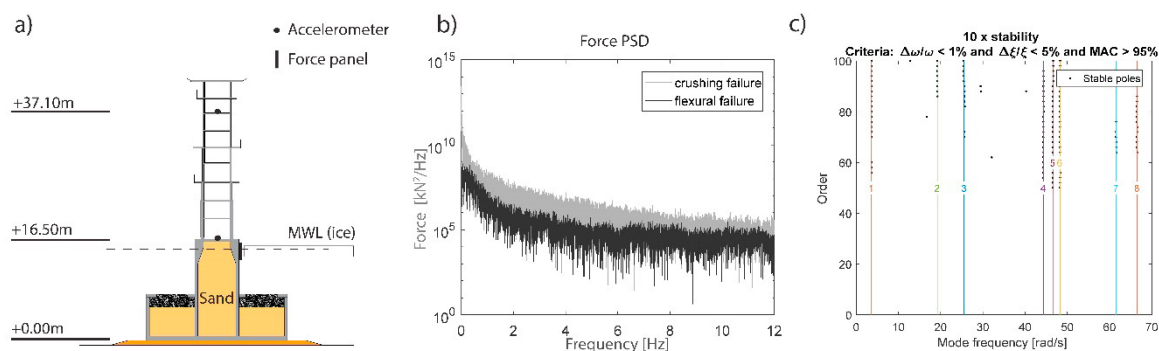 a)
Accelerometer
Force panel
+37.10m
+16.50m
MWL (ice)
Sand
+0.00m
b)
Force PSD
crushing failure
flexural failure
10^15
10^10
10^5
10^0
Force [kN²/Hz]
0 2 4 6 8 10 12
Frequency [Hz]
c)
10 x stability
Criteria: Δω/ω < 1% and Δξ/ξ < 5% and MAC > 95%
Stable poles
100
80
60
40
20
0
Order
1 2 3 4 5 6 7 8
0 10 20 30 40 50 60 70
Mode frequency [rad/s]